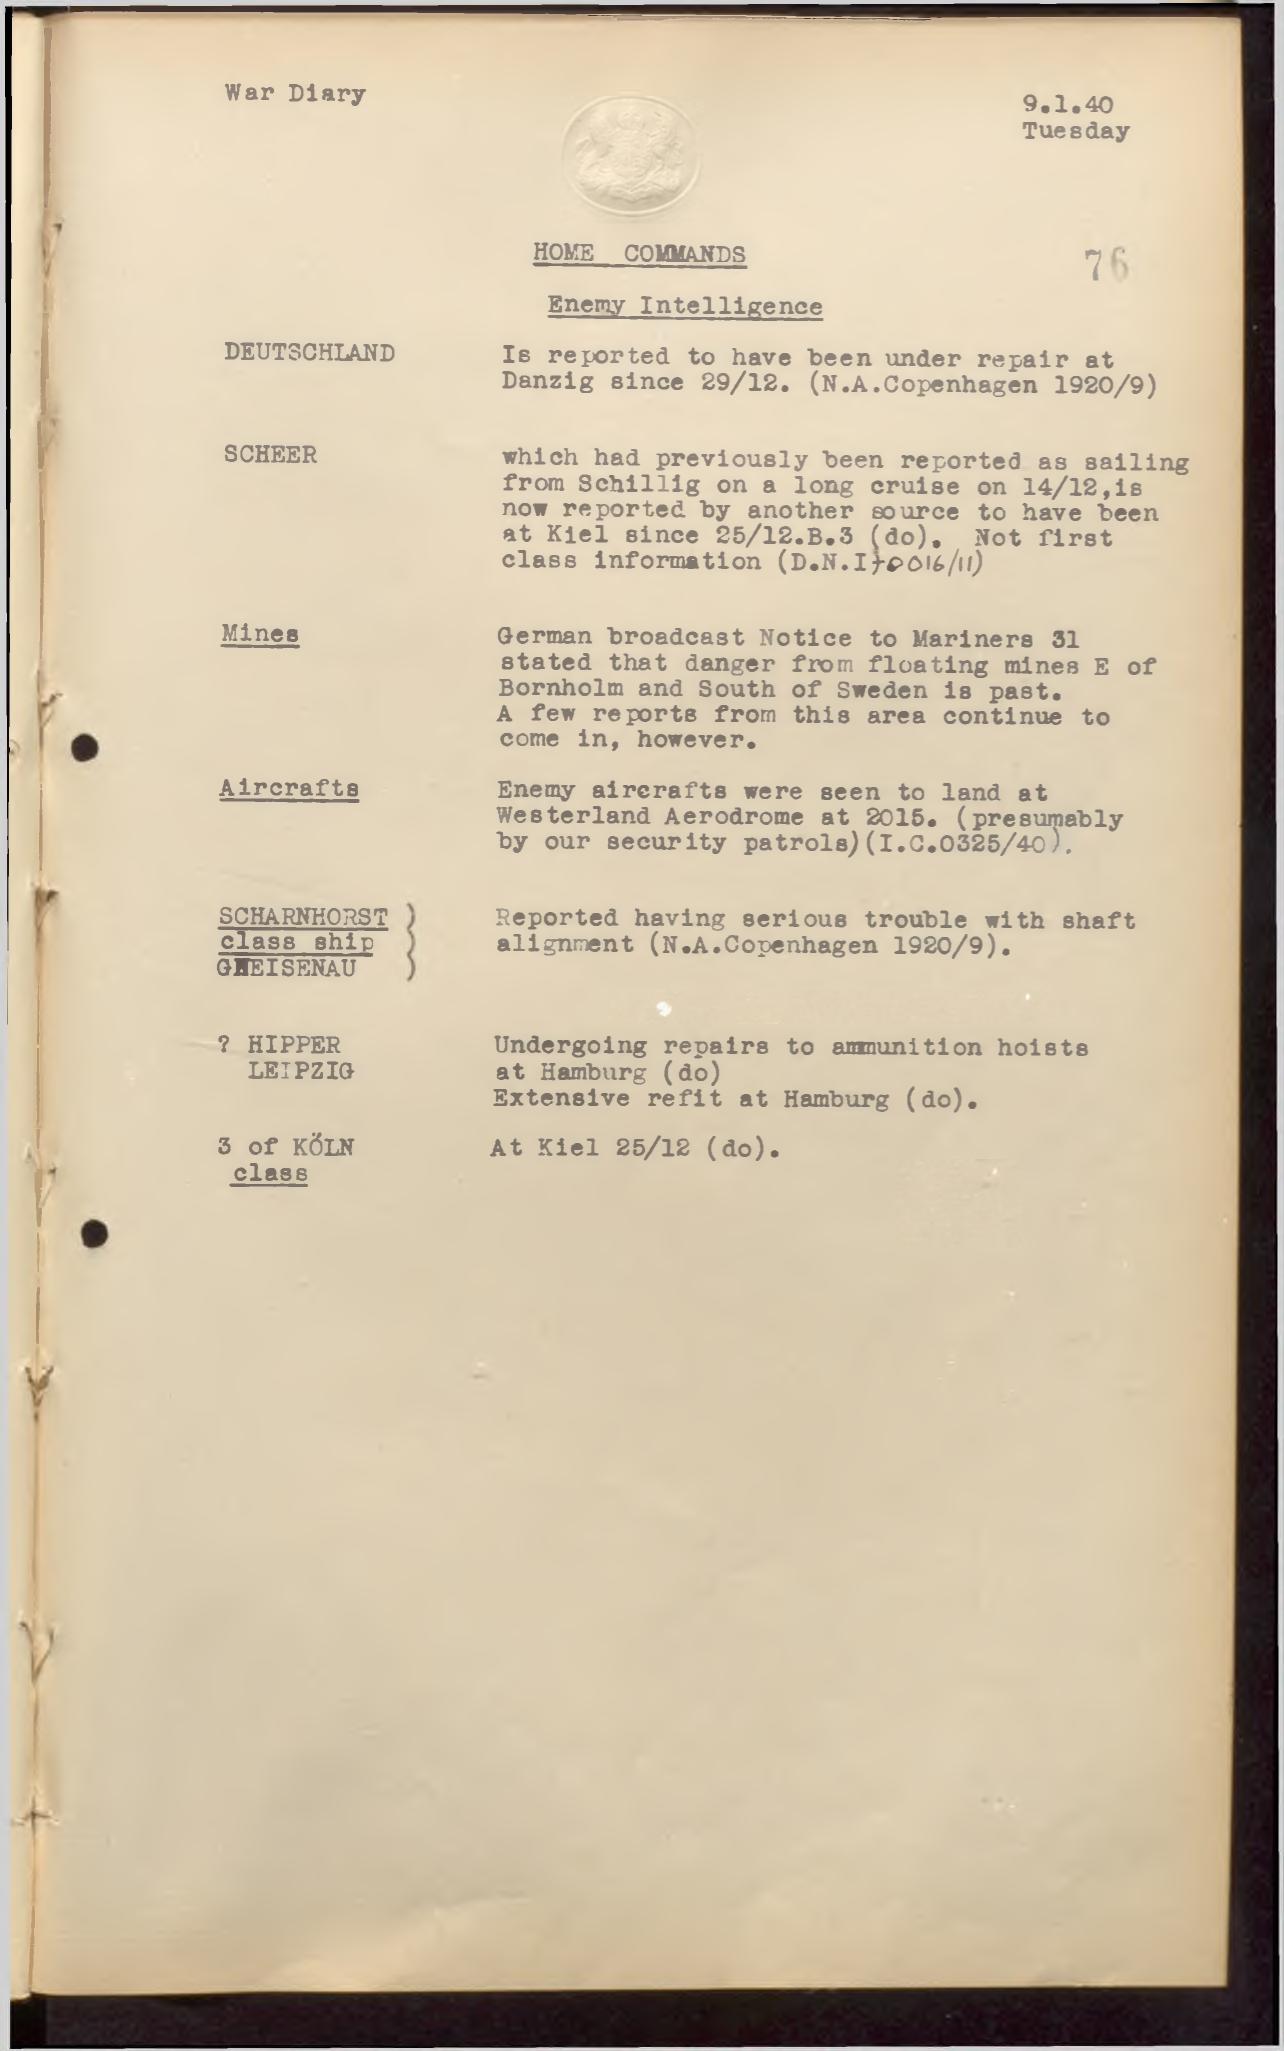 War Diary
9.1.40
Tuesday
HOME COMMANDS
76
Enemy Intelligence
DEUTSCHLAND Is reported to have been under repair at
Danzig since 29/12. (N.A.Copenhagen 1920/9)
SCHEER which had previously been reported as sailing
from Schillig on a long cruise on 14/12,is
now reported by another source to have been
at Kiel since 25/12.B.3 (do). Not first
class information (D.N.I 0016/11)
Mines German broadcast Notice to Mariners 31
stated that danger from floating mines E of
Bornholm and South of Sweden is past.
A few reports from this area continue to
come in, however.
Aircrafts Enemy aircrafts were seen to land at
Westerland Aerodrome at 2015. (presumably
by our security patrols)(I.C.0325/40).
SCHARNHORST ) Reported having serious trouble with shaft
class ship ) alignment (N.A.Copenhagen 1920/9).
GNEISENAU )
? HIPPER Undergoing repairs to ammunition hoists
LEIPZIG at Hamburg (do)
Extensive refit at Hamburg (do).
3 of KÖLN At Kiel 25/12 (do).
class